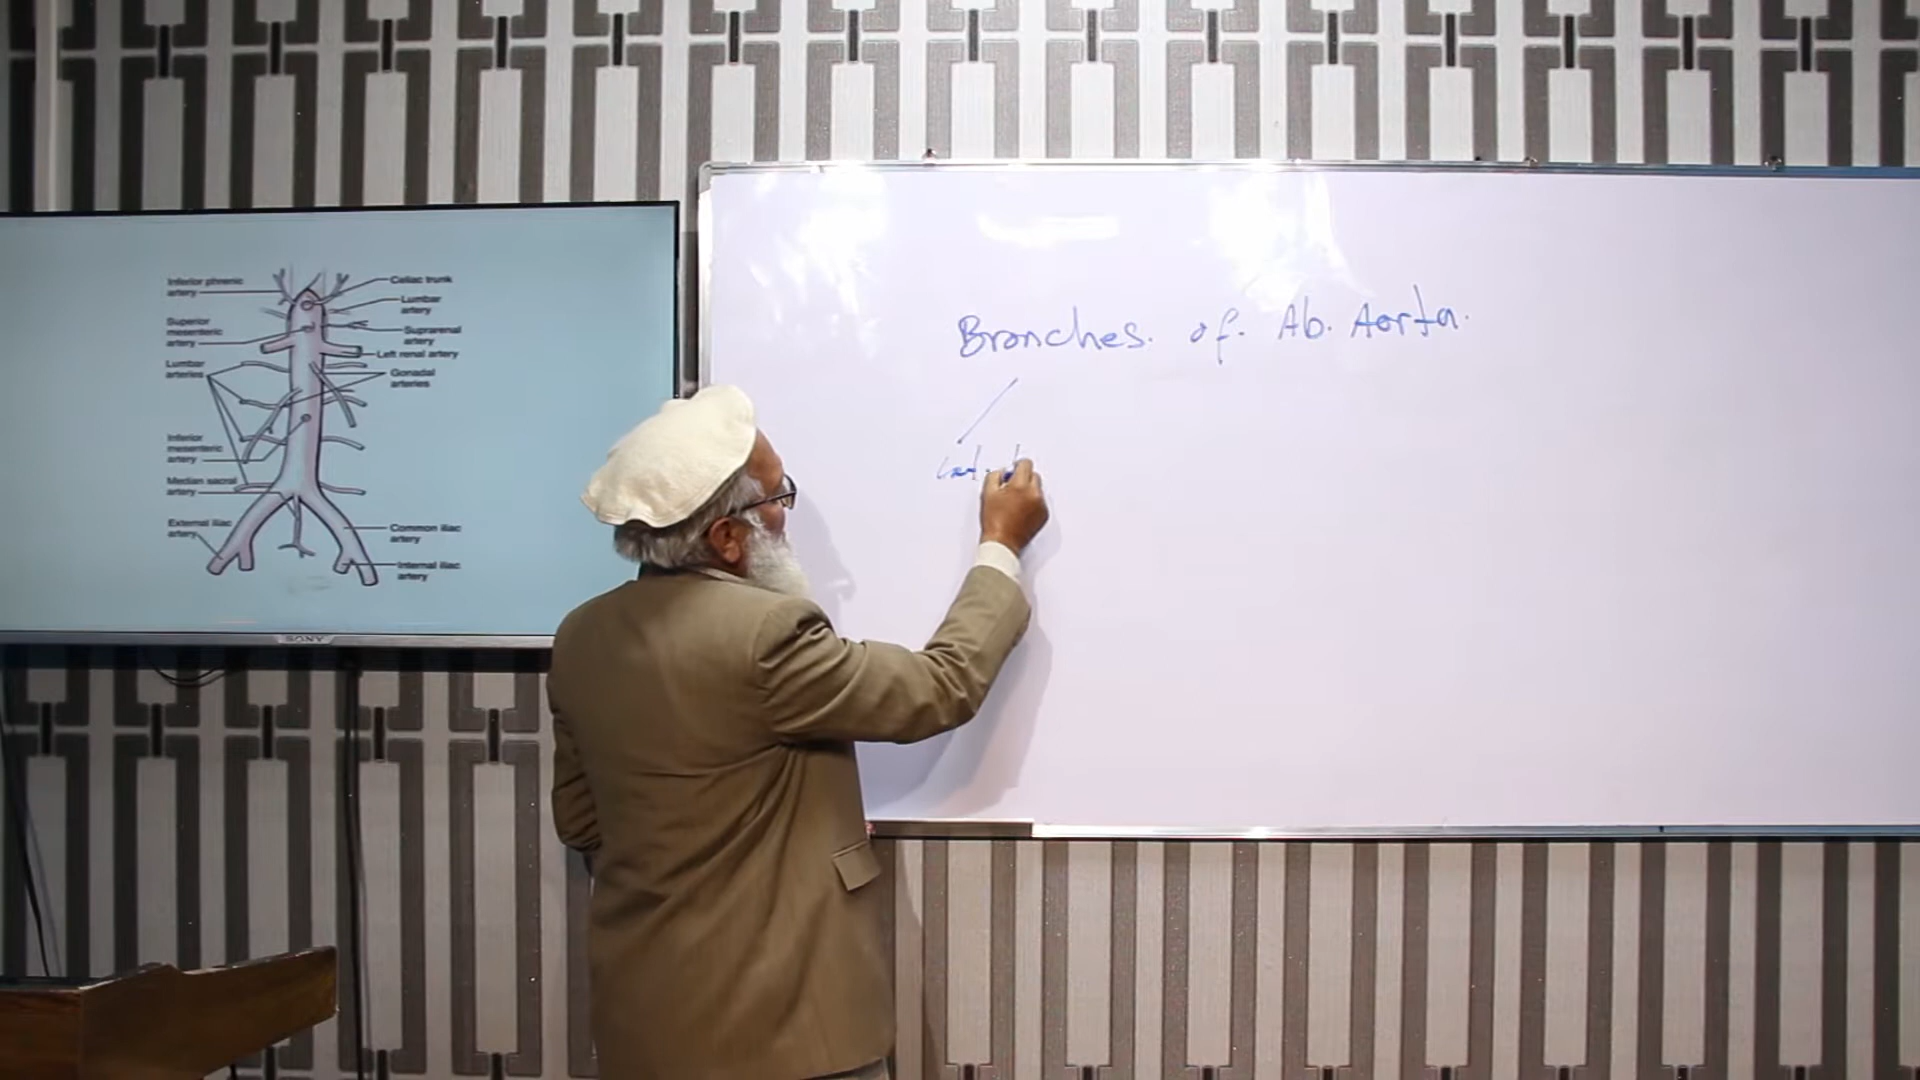 Inferior phrenic
artery
Superior
mesenteric
artery
Lumbar
arteries
Inferior
mesenteric
artery
Median sacral
artery
External iliac
artery
Celiac trunk
Lumbar
artery
Suprarenal
artery
Left renal artery
Gonadal
arteries
Common iliac
artery
Internal iliac
artery
SONY
Branches. of. Ab. Aorta.